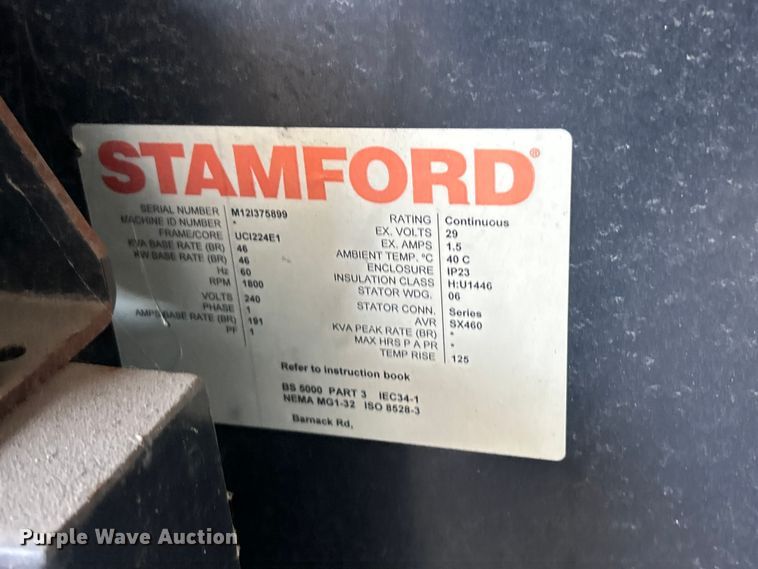 STAMFORD®
SERIAL NUMBER M12I375899
MACHINE ID NUMBER *
FRAME/CORE UCI224E1
KVA BASE RATE (BR) 46
KW BASE RATE (BR) 46
Hz 60
RPM 1800
VOLTS 240
PHASE 1
AMPS BASE RATE (BR) 191
PF 1
RATING Continuous
EX. VOLTS 29
EX. AMPS 1.5
AMBIENT TEMP. °C 40 C
ENCLOSURE IP23
INSULATION CLASS H:U1446
STATOR WDG. 06
STATOR CONN. Series
AVR SX460
KVA PEAK RATE (BR) *
MAX HRS P A PR *
TEMP RISE 125
Refer to instruction book
BS 5000 PART 3 IEC34-1
NEMA MG1-32 ISO 8528-3
Barnack Rd,
Purple Wave Auction